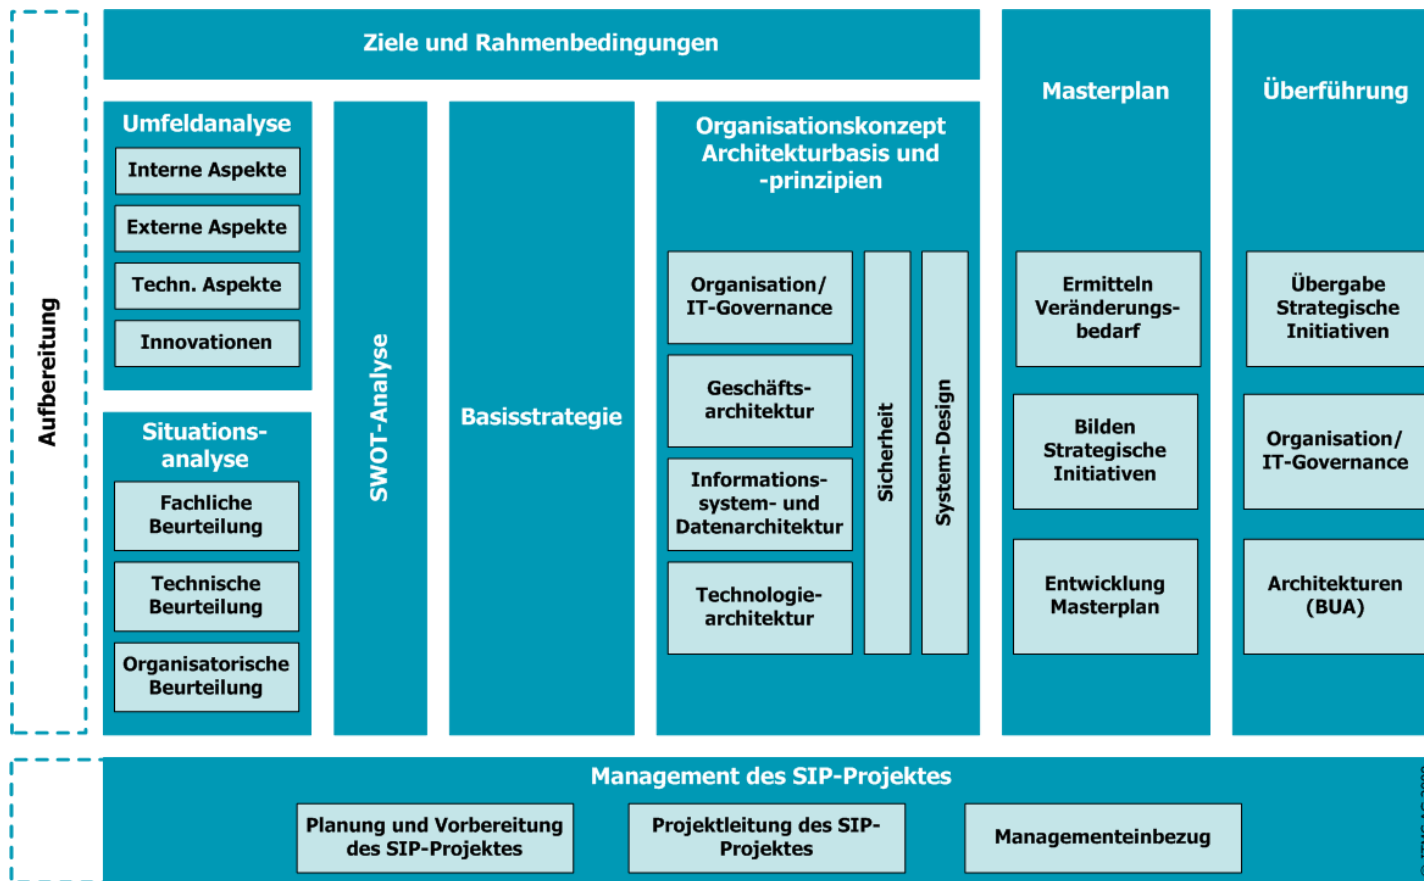 Aufbereitung
Ziele und Rahmenbedingungen
Umfeldanalyse
Interne Aspekte
Externe Aspekte
Techn. Aspekte
Innovationen
Situations-
analyse
Fachliche
Beurteilung
Technische
Beurteilung
Organisatorische
Beurteilung
SWOT-Analyse
Basisstrategie
Organisationskonzept
Architekturbasis und
-prinzipien
Organisation/
IT-Governance
Geschäfts-
architektur
Informations-
system- und
Datenarchitektur
Technologie-
architektur
Sicherheit
System-Design
Masterplan
Ermitteln
Veränderungs-
bedarf
Bilden
Strategische
Initiativen
Entwicklung
Masterplan
Überführung
Übergabe
Strategische
Initiativen
Organisation/
IT-Governance
Architekturen
(BUA)
Management des SIP-Projektes
Planung und Vorbereitung
des SIP-Projektes
Projektleitung des SIP-
Projektes
Managementeinbezug